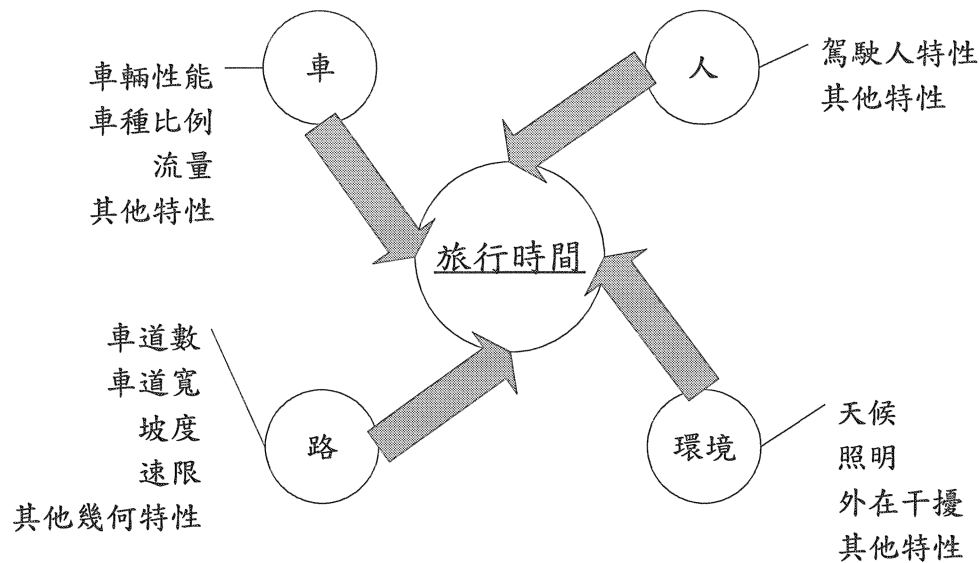 車
車輛性能
車種比例
流量
其他特性
人
駕駛人特性
其他特性
旅行時間
車道數
車道寬
坡度
速限
其他幾何特性
路
環境
天候
照明
外在干擾
其他特性